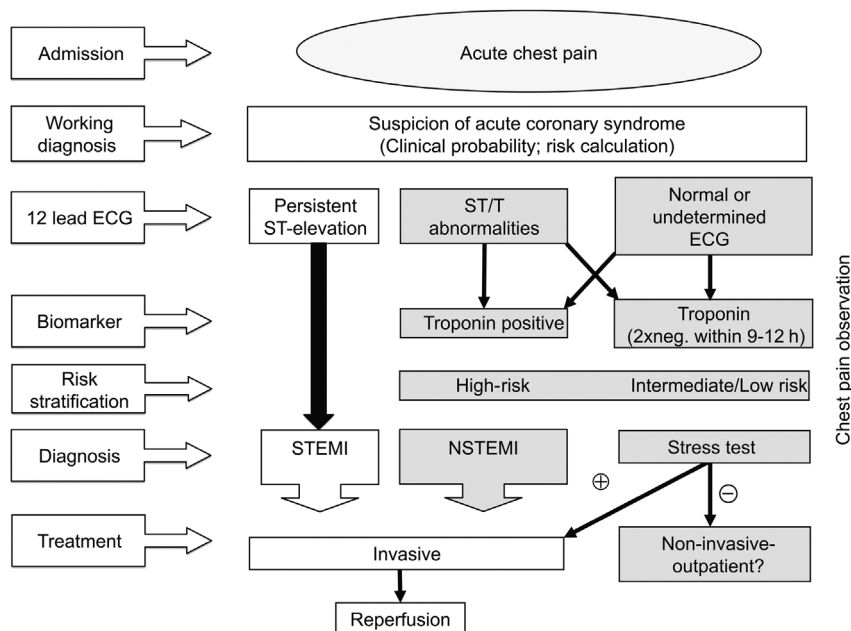 Admission
Acute chest pain
Working
diagnosis
Suspicion of acute coronary syndrome
(Clinical probability; risk calculation)
12 lead ECG
Persistent
ST-elevation
ST/T
abnormalities
Normal or
undetermined
ECG
Biomarker
Troponin positive
Troponin
(2xneg. within 9-12 h)
Risk
stratification
High-risk
Intermediate/Low risk
Diagnosis
STEMI
NSTEMI
Stress test
+
−
Treatment
Invasive
Non-invasive-
outpatient?
Reperfusion
Chest pain observation